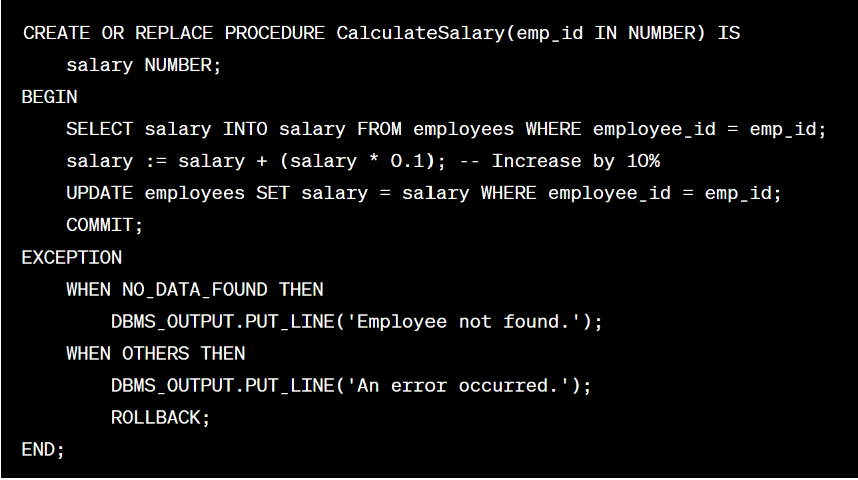 CREATE OR REPLACE PROCEDURE CalculateSalary(emp_id IN NUMBER) IS
    salary NUMBER;
BEGIN
    SELECT salary INTO salary FROM employees WHERE employee_id = emp_id;
    salary := salary + (salary * 0.1); -- Increase by 10%
    UPDATE employees SET salary = salary WHERE employee_id = emp_id;
    COMMIT;
EXCEPTION
    WHEN NO_DATA_FOUND THEN
        DBMS_OUTPUT.PUT_LINE('Employee not found.');
    WHEN OTHERS THEN
        DBMS_OUTPUT.PUT_LINE('An error occurred.');
        ROLLBACK;
END;